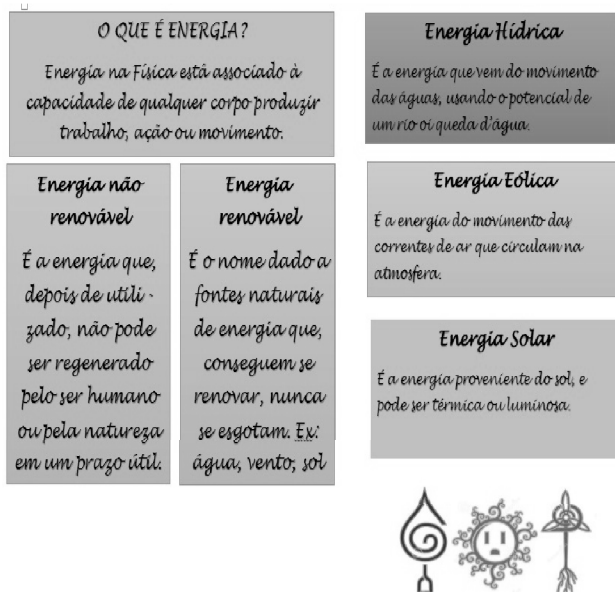 O QUE É ENERGIA?
Energia na Física está associado à
capacidade de qualquer corpo produzir
trabalho, ação ou movimento.
Energia não
renovável
É a energia que,
depois de utili -
zado, não pode
ser regenerado
pelo ser humano
ou pela natureza
em um prazo útil.
Energia
renovável
É o nome dado a
fontes naturais
de energia que,
conseguem se
renovar, nunca
se esgotam. Ex:
água, vento, sol
Energia Hídrica
É a energia que vem do movimento
das águas, usando o potencial de
um rio oi queda d'água.
Energia Eólica
É a energia do movimento das
correntes de ar que circulam na
atmosfera.
Energia Solar
É a energia proveniente do sol, e
pode ser térmica ou luminosa.